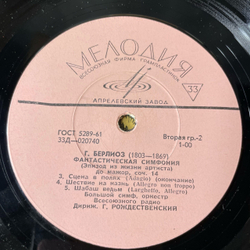 МЕЛОДИЯ
ВСЕСОЮЗНАЯ ФИРМА ГРАМПЛАСТИНОК
АПРЕЛЕВСКИЙ ЗАВОД
33
ГОСТ 5289-61
33Д—020740
Вторая гр.-2
1-00
Г. БЕРЛИОЗ (1803—1869)
ФАНТАСТИЧЕСКАЯ СИМФОНИЯ
(Эпизод из жизни артиста)
до мажор, соч. 14
3. Сцена в полях (Adagio) (окончание)
4. Шествие на казнь (Allegro non troppo)
5. Шабаш ведьм (Larghetto, Allegro)
Большой симф. оркестр
Всесоюзного радио
Дириж. Г. РОЖДЕСТВЕНСКИЙ